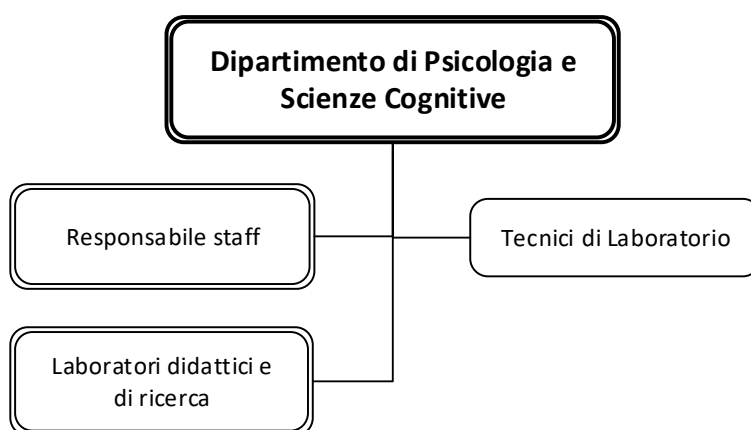 Dipartimento di Psicologia e
Scienze Cognitive
Responsabile staff
Tecnici di Laboratorio
Laboratori didattici e
di ricerca